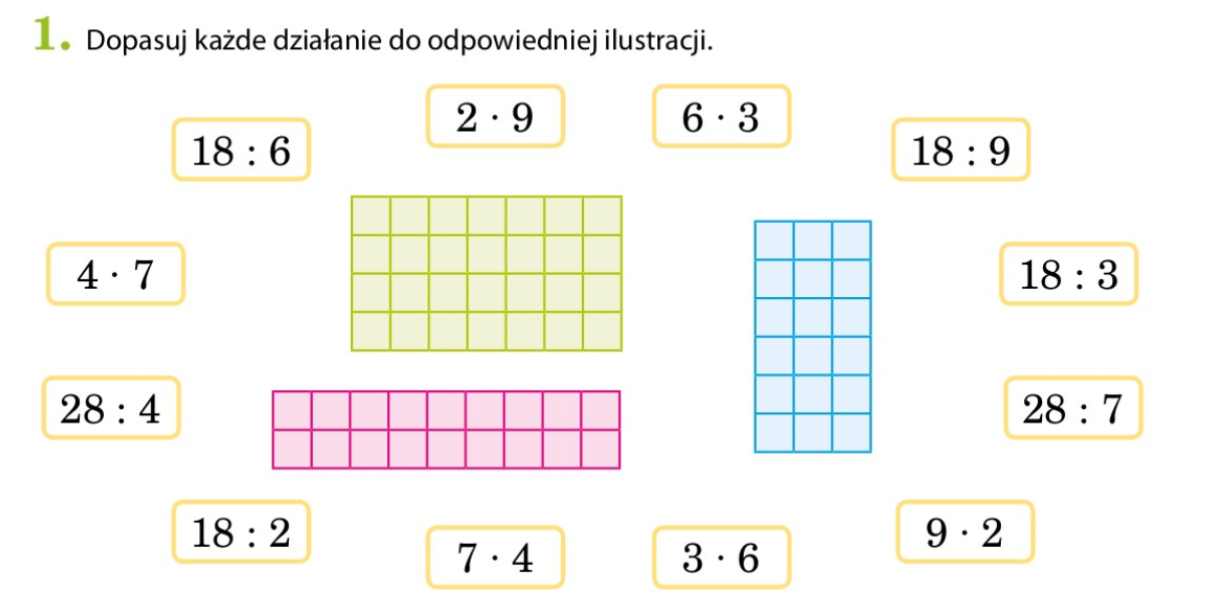 1. Dopasuj każde działanie do odpowiedniej ilustracji.
2 · 9
6 · 3
18 : 6
18 : 9
4 · 7
18 : 3
28 : 4
28 : 7
18 : 2
9 · 2
7 · 4
3 · 6